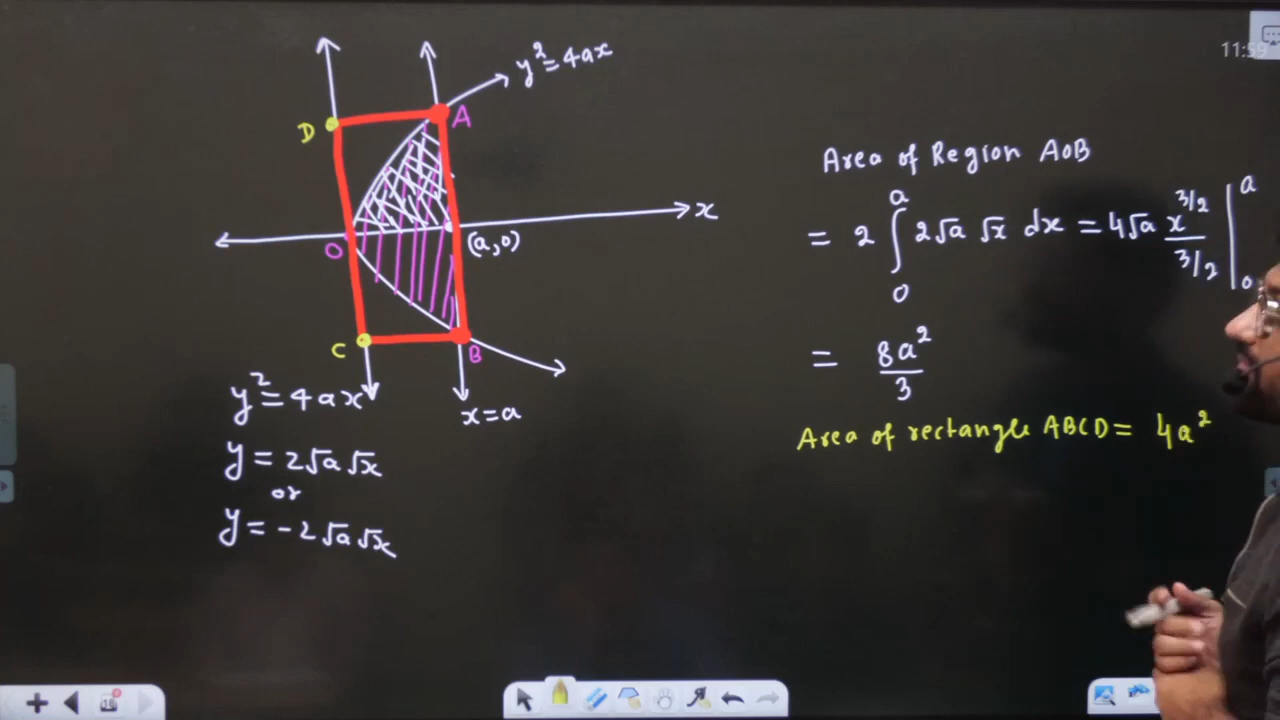 11:59
y² = 4ax
D
A
x
O
(a,0)
C
B
x=a
y² = 4ax
y = 2√a√x
or
y = -2√a√x
Area of Region AOB
= 2 ∫₀ᵃ 2√a √x dx = 4√a x^{3/2}/(3/2) |₀ᵃ
= 8a²/3
Area of rectangle ABCD = 4a²
18